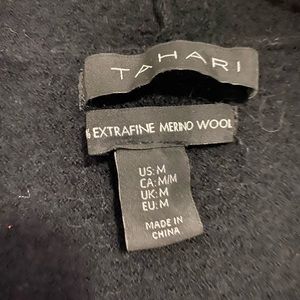 TAHARI
% EXTRAFINE MERINO WOOL
US: M
CA: M/M
UK: M
EU: M
MADE IN
CHINA